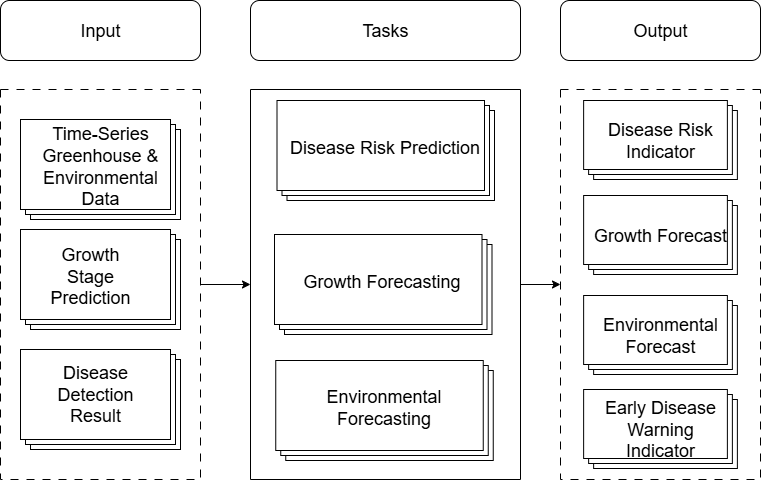 Input
Tasks
Output
Time-Series
Greenhouse &
Environmental
Data
Growth
Stage
Prediction
Disease
Detection
Result
Disease Risk Prediction
Growth Forecasting
Environmental
Forecasting
Disease Risk
Indicator
Growth Forecast
Environmental
Forecast
Early Disease
Warning
Indicator